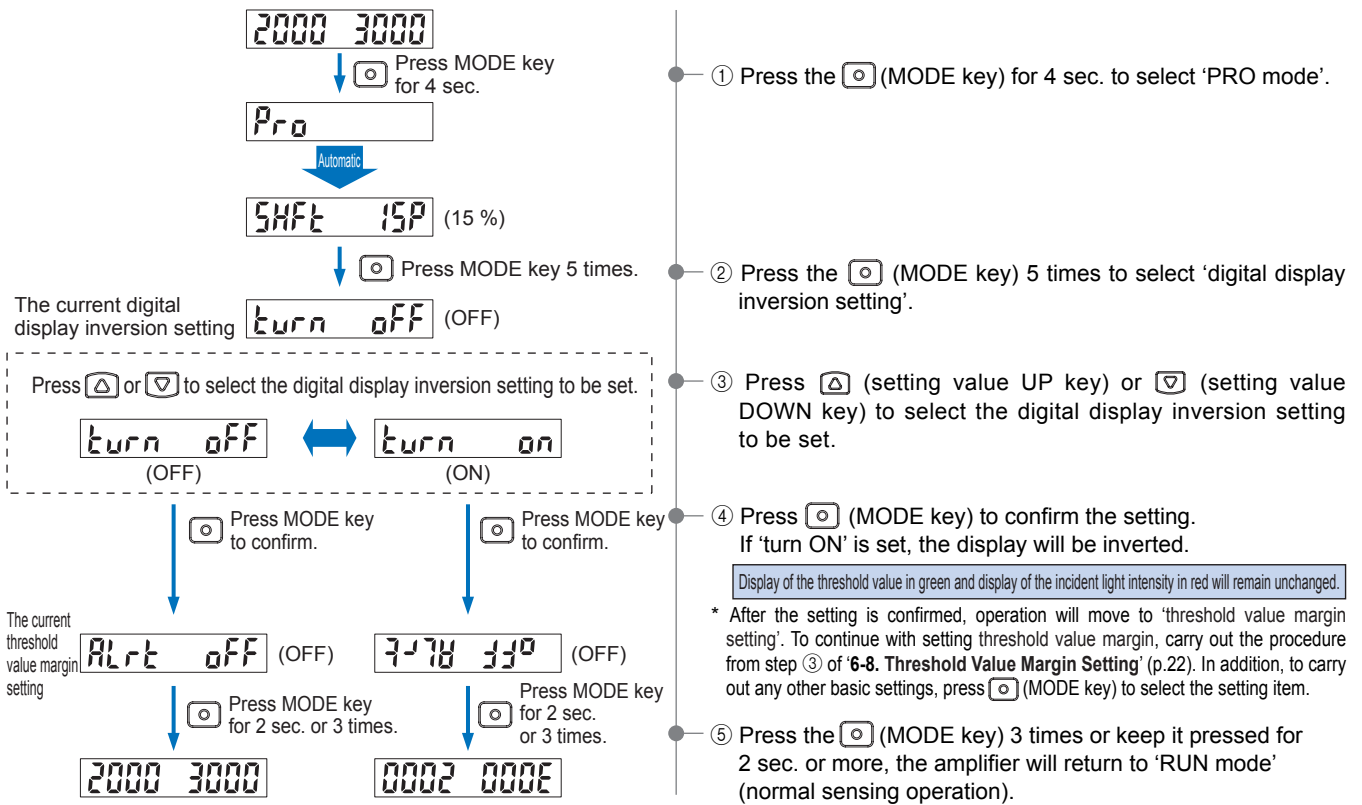 2000 3000
Press MODE key
for 4 sec.
Pro
Automatic
SHFt 15P (15 %)
Press MODE key 5 times.
The current digital
display inversion setting
turn oFF (OFF)
Press or to select the digital display inversion setting to be set.
turn oFF
turn on
(OFF)
(ON)
Press MODE key
to confirm.
Press MODE key
to confirm.
The current
threshold
value margin
setting
ALrt oFF (OFF)
(OFF)
Press MODE key
for 2 sec. or 3 times.
Press MODE key
for 2 sec.
or 3 times.
2000 3000
① Press the (MODE key) for 4 sec. to select ‘PRO mode’.
② Press the (MODE key) 5 times to select ‘digital display
inversion setting’.
③ Press (setting value UP key) or (setting value
DOWN key) to select the digital display inversion setting
to be set.
④ Press (MODE key) to confirm the setting.
If ‘turn ON’ is set, the display will be inverted.
Display of the threshold value in green and display of the incident light intensity in red will remain unchanged.
* After the setting is confirmed, operation will move to ‘threshold value margin
setting’. To continue with setting threshold value margin, carry out the procedure
from step ③ of ‘6-8. Threshold Value Margin Setting’ (p.22). In addition, to carry
out any other basic settings, press (MODE key) to select the setting item.
⑤ Press the (MODE key) 3 times or keep it pressed for
2 sec. or more, the amplifier will return to ‘RUN mode’
(normal sensing operation).